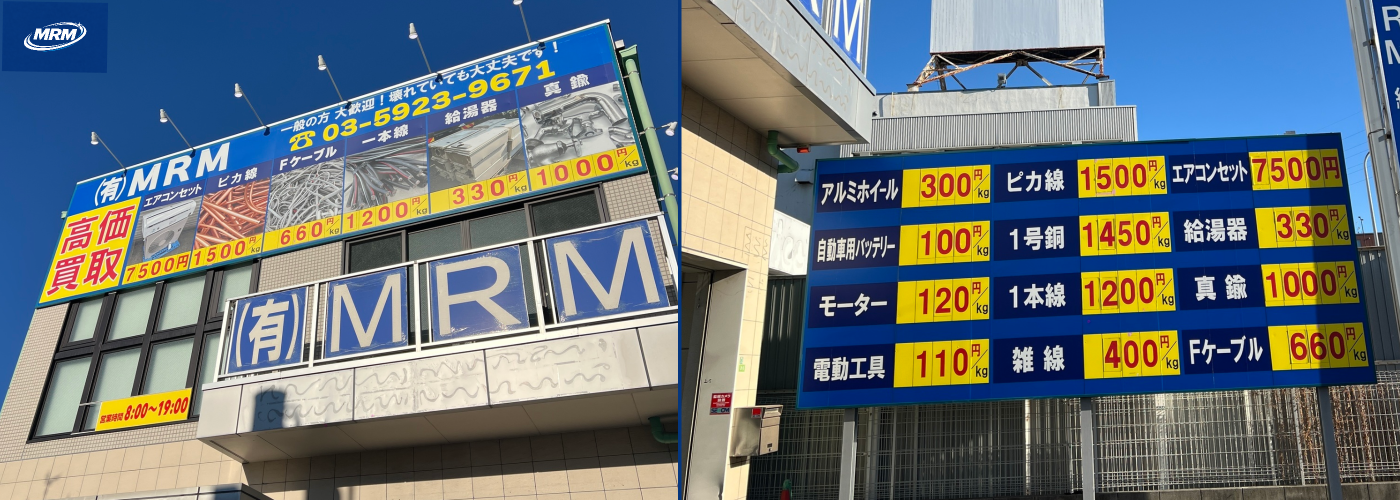 MRM
一般の方 大歓迎!壊れていても大丈夫です!
(有)MRM
☎03-5923-9671
高価
買取
エアコンセット
7500円
ピカ線
1500円/kg
Fケーブル
660円/kg
一本線
1200円/kg
給湯器
330円/kg
真鍮
1000円/kg
(有)MRM
営業時間 8:00~19:00
アルミホイール 300円/kg ピカ線 1500円/kg エアコンセット 7500円
自動車用バッテリー 100円/kg 1号銅 1450円/kg 給湯器 330円/kg
モーター 120円/kg 1本線 1200円/kg 真鍮 1000円/kg
電動工具 110円/kg 雑線 400円/kg Fケーブル 660円/kg